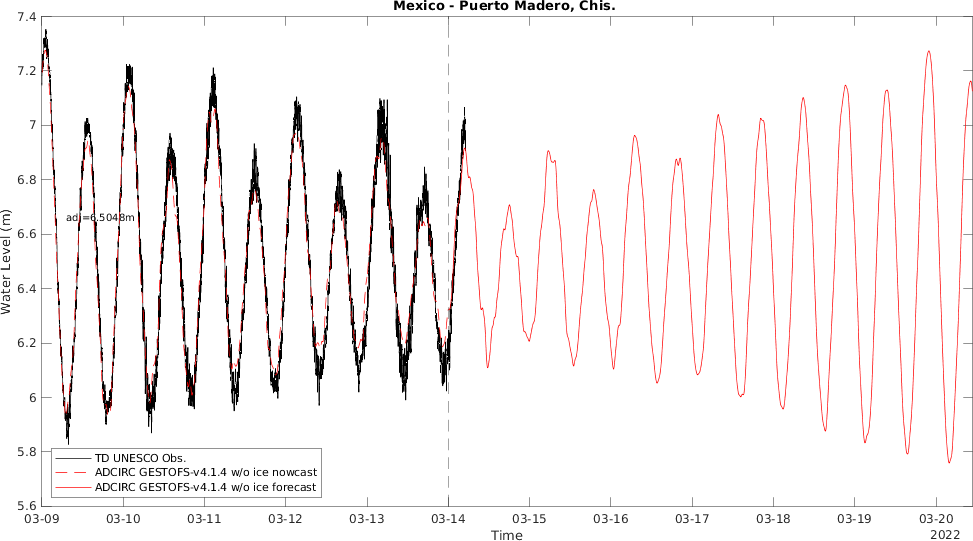 Mexico - Puerto Madero, Chis.
7.4
7.2
7
6.8
6.6
6.4
6.2
6
5.8
5.6
Water Level (m)
adj=6.5048m
TD UNESCO Obs.
ADCIRC GESTOFS-v4.1.4 w/o ice nowcast
ADCIRC GESTOFS-v4.1.4 w/o ice forecast
03-09 03-10 03-11 03-12 03-13 03-14 03-15 03-16 03-17 03-18 03-19 03-20
Time
2022